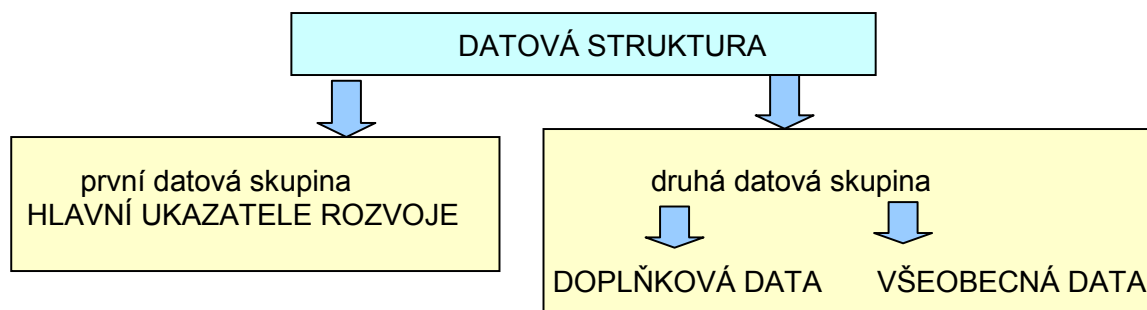 DATOVÁ STRUKTURA
první datová skupina
HLAVNÍ UKAZATELE ROZVOJE
druhá datová skupina
DOPLŇKOVÁ DATA
VŠEOBECNÁ DATA